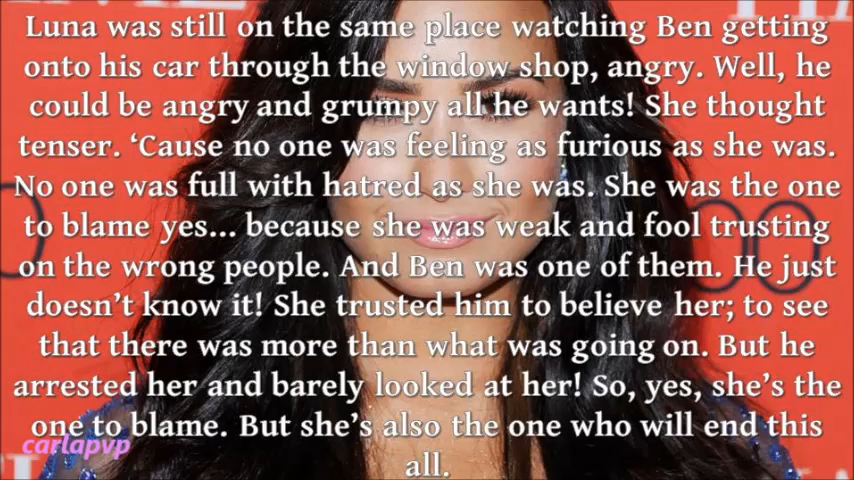 Luna was still on the same place watching Ben getting
onto his car through the window shop, angry. Well, he
could be angry and grumpy all he wants! She thought
tenser. ‘Cause no one was feeling as furious as she was.
No one was full with hatred as she was. She was the one
to blame yes... because she was weak and fool trusting
on the wrong people. And Ben was one of them. He just
doesn’t know it! She trusted him to believe her; to see
that there was more than what was going on. But he
arrested her and barely looked at her! So, yes, she’s the
one to blame. But she’s also the one who will end this
all.
carlapvp